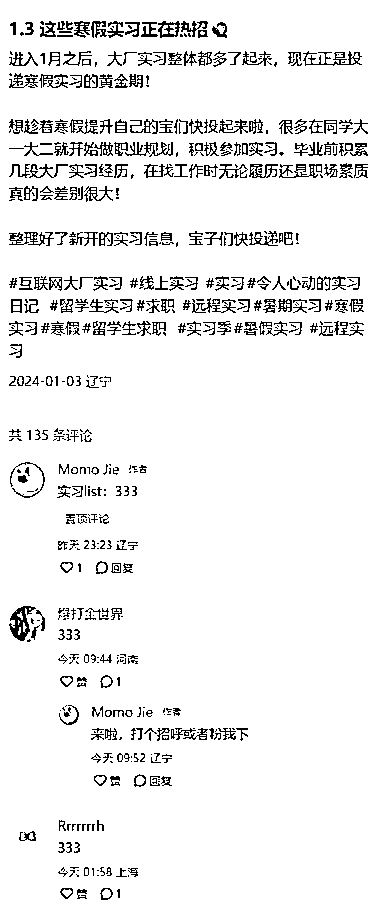 1.3 这些寒假实习正在热招
进入1月之后，大厂实习整体都多了起来，现在正是投
递寒假实习的黄金期！
想趁着寒假提升自己的宝们快投起来啦，很多在同学大
一大二就开始做职业规划，积极参加实习。毕业前积累
几段大厂实习经历，在找工作时无论履历还是职场素质
真的会差别很大！
整理好了新开的实习信息，宝子们快投递吧！
#互联网大厂实习 #线上实习 #实习#令人心动的实习
日记 #留学生实习#求职 #远程实习#暑期实习#寒假
实习#寒假#留学生求职 #实习季#暑假实习 #远程实
习
2024-01-03 辽宁
共 135 条评论
Momo Jie 作者
实习list：333
置顶评论
昨天 23:23 辽宁
1 回复
爆打全世界
333
今天 09:44 河南
赞 1
Momo Jie 作者
来啦，打个招呼或者粉我下
今天 09:52 辽宁
赞 回复
Rrrrrrrh
333
今天 01:58 上海
赞 1